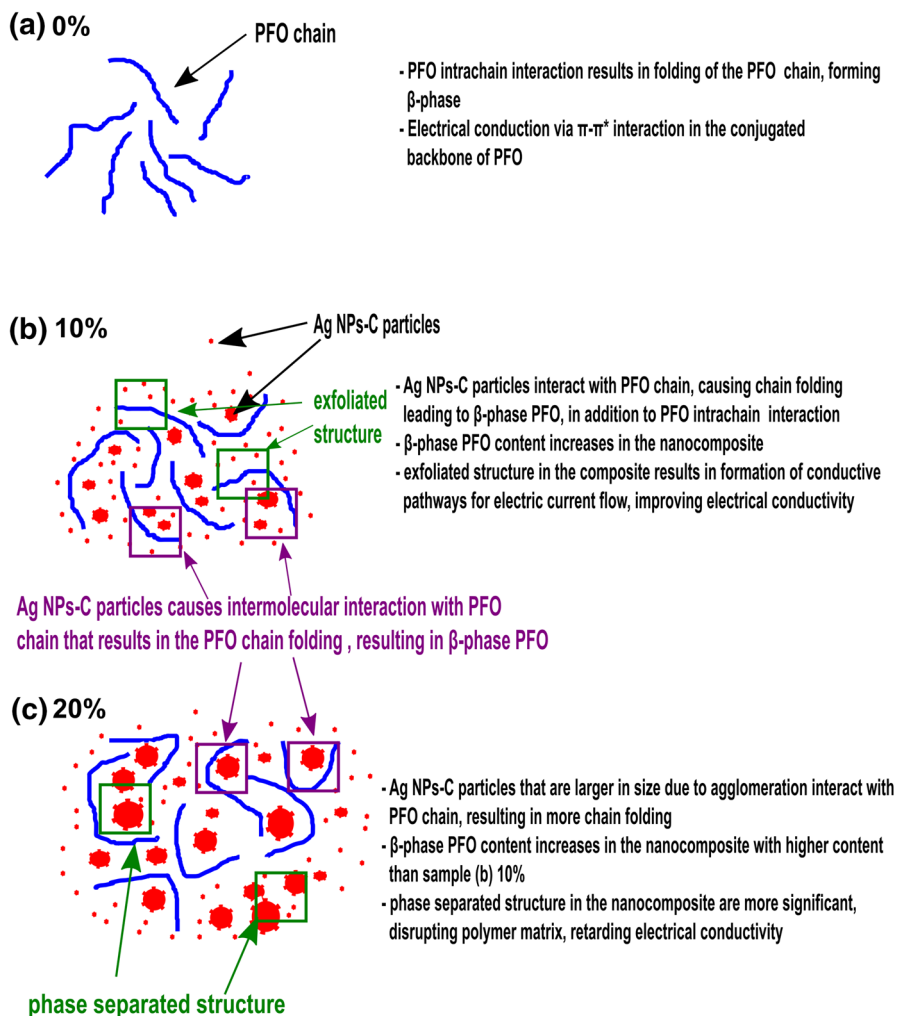 (a) 0%
PFO chain
- PFO intrachain interaction results in folding of the PFO chain, forming
β-phase
- Electrical conduction via π-π* interaction in the conjugated
backbone of PFO
(b) 10%
Ag NPs-C particles
exfoliated
structure
- Ag NPs-C particles interact with PFO chain, causing chain folding
leading to β-phase PFO, in addition to PFO intrachain interaction
- β-phase PFO content increases in the nanocomposite
- exfoliated structure in the composite results in formation of conductive
pathways for electric current flow, improving electrical conductivity
Ag NPs-C particles causes intermolecular interaction with PFO
chain that results in the PFO chain folding , resulting in β-phase PFO
(c) 20%
- Ag NPs-C particles that are larger in size due to agglomeration interact with
PFO chain, resulting in more chain folding
- β-phase PFO content increases in the nanocomposite with higher content
than sample (b) 10%
- phase separated structure in the nanocomposite are more significant,
disrupting polymer matrix, retarding electrical conductivity
phase separated structure